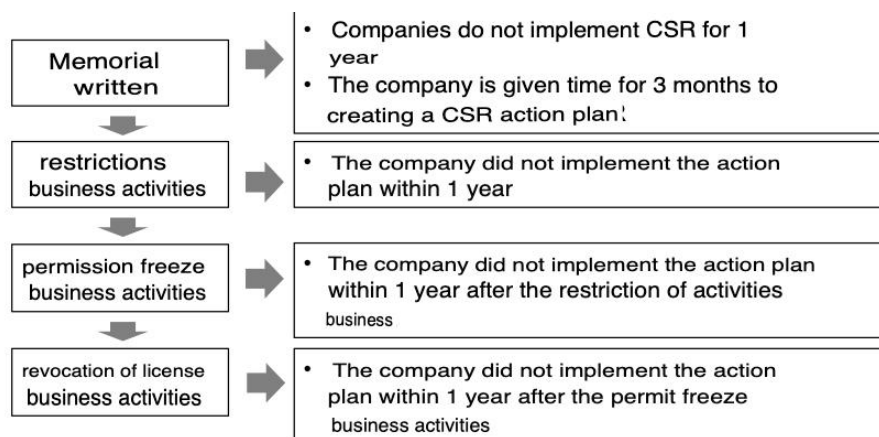 Memorial
written
• Companies do not implement CSR for 1
year
• The company is given time for 3 months to
creating a CSR action plan!
restrictions
business activities
• The company did not implement the action
plan within 1 year
permission freeze
business activities
• The company did not implement the action plan
within 1 year after the restriction of activities
business
revocation of license
business activities
• The company did not implement the action
plan within 1 year after the permit freeze
business activities